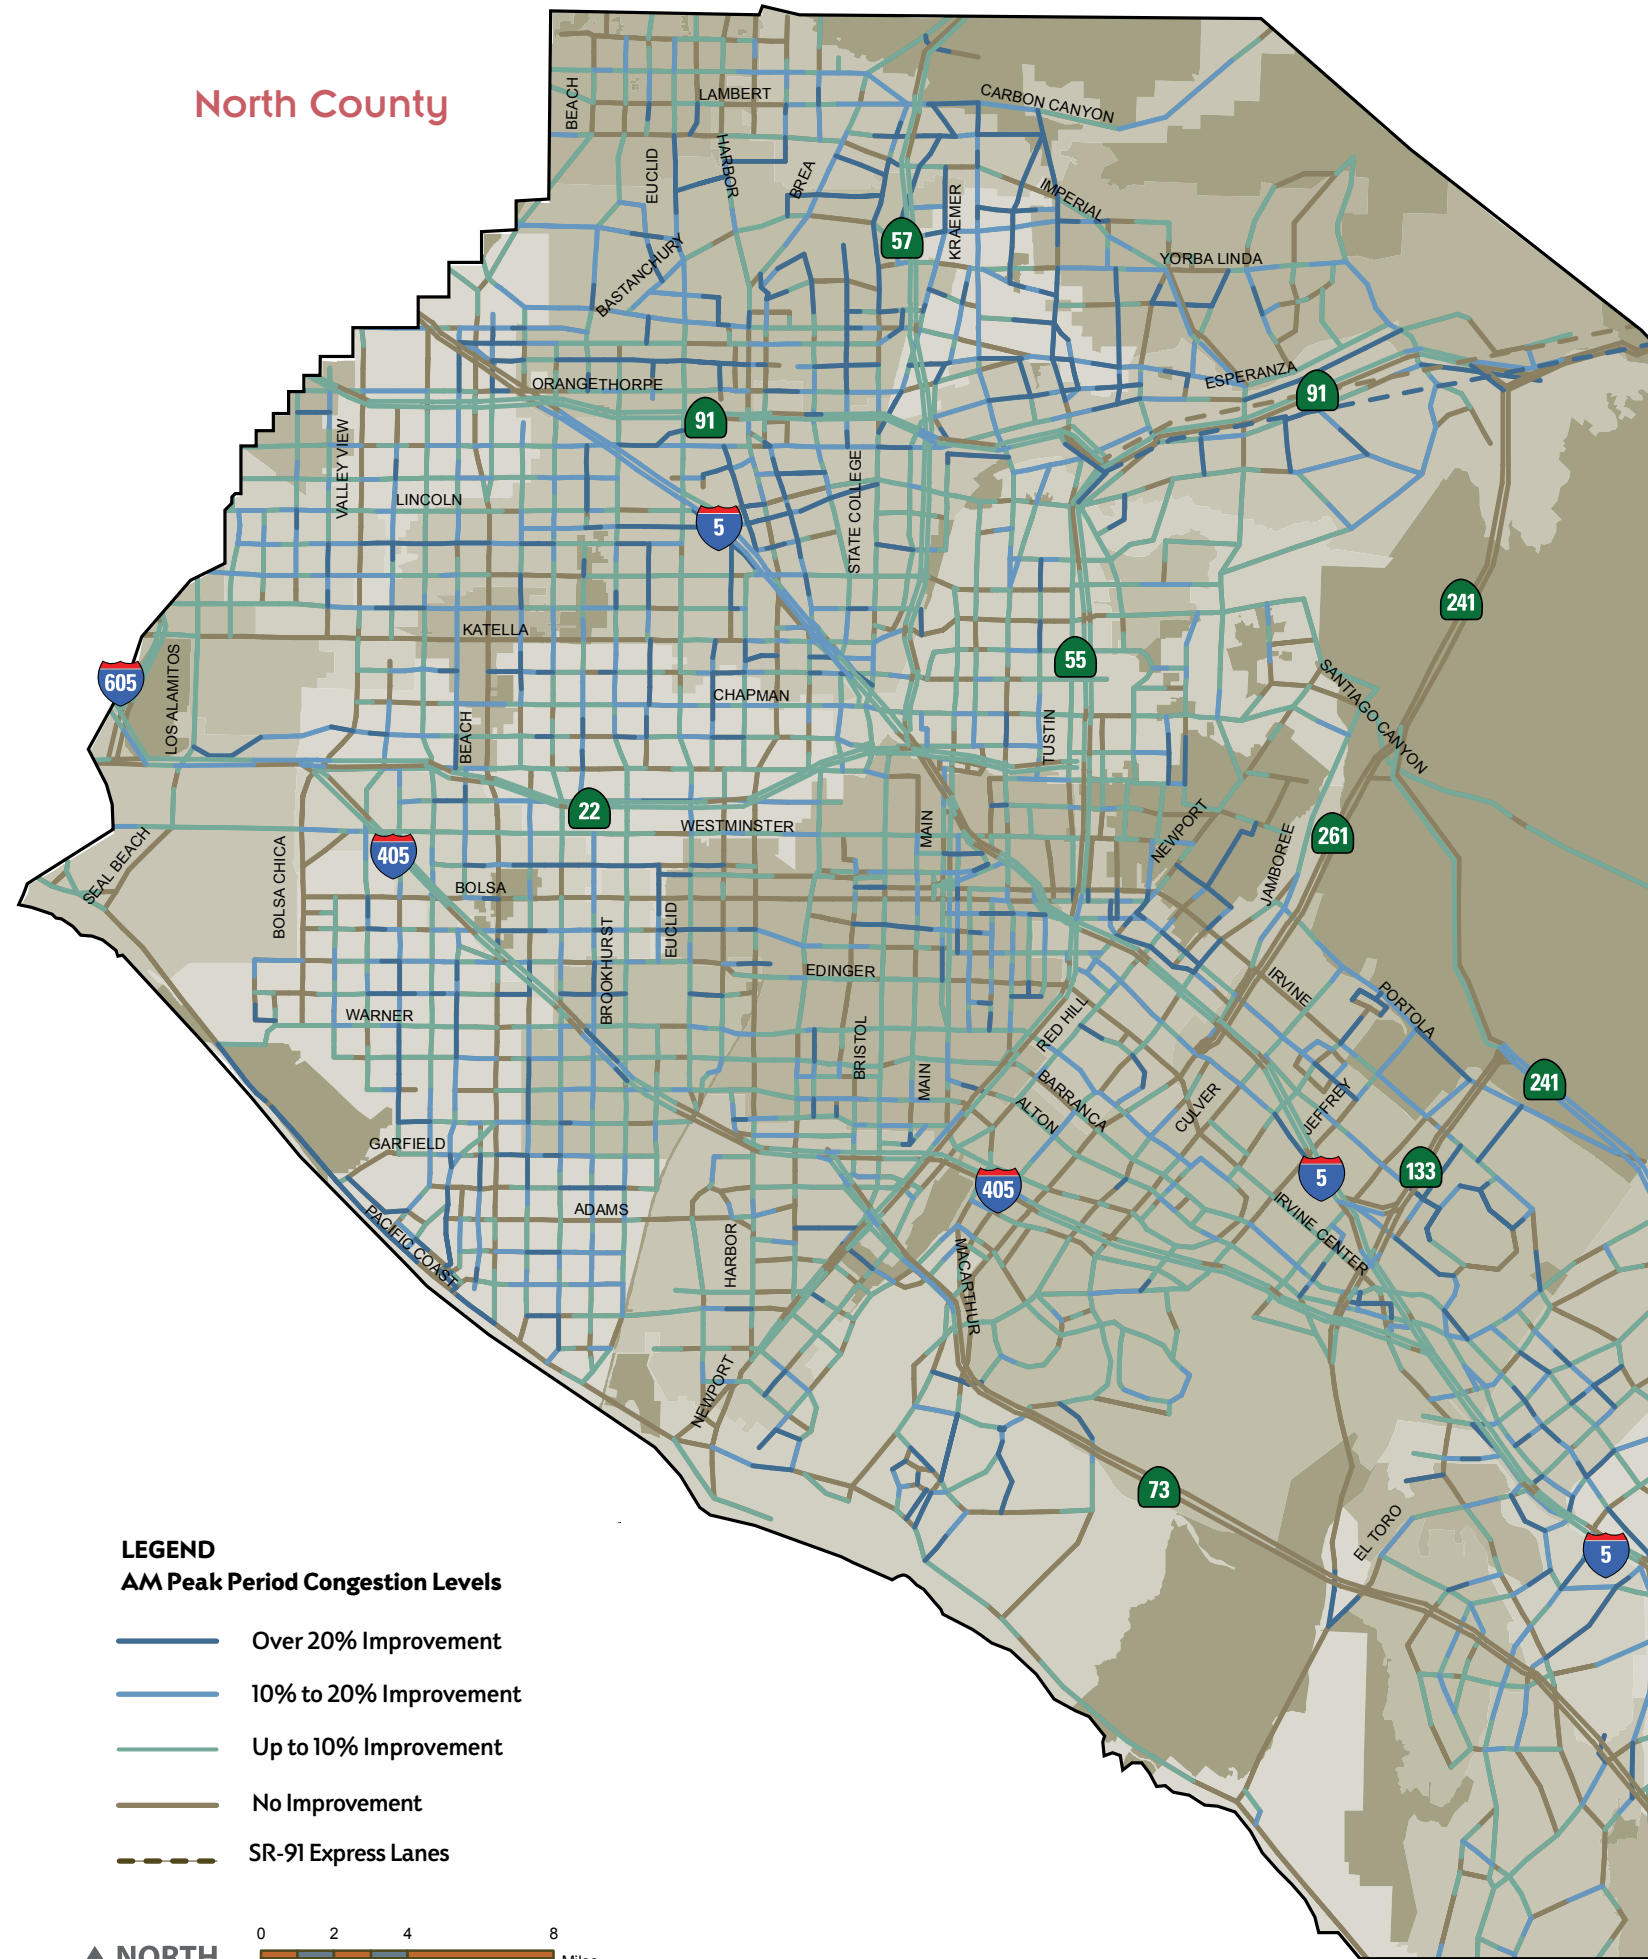 North County
LAMBERT
CARBON CANYON
BEACH
EUCLID
HARBOR
BREA
KRAEMER
IMPERIAL
57
BASTANCHURY
YORBA LINDA
ORANGETHORPE
ESPERANZA
91
91
VALLEY VIEW
LINCOLN
STATE COLLEGE
5
241
KATELLA
55
605
LOS ALAMITOS
CHAPMAN
SANTIAGO CANYON
BEACH
TUSTIN
22
WESTMINSTER
MAIN
NEWPORT
261
SEAL BEACH
BOLSA CHICA
405
BOLSA
JAMBOREE
BROOKHURST
EUCLID
EDINGER
IRVINE
PORTOLA
WARNER
RED HILL
BRISTOL
MAIN
BARRANCA
ALTON
CULVER
JEFFREY
241
GARFIELD
405
5
133
ADAMS
PACIFIC COAST
HARBOR
MACARTHUR
IRVINE CENTER
NEWPORT
73
EL TORO
5
LEGEND
AM Peak Period Congestion Levels
Over 20% Improvement
10% to 20% Improvement
Up to 10% Improvement
No Improvement
SR-91 Express Lanes
0 2 4 8
NORTH
Miles